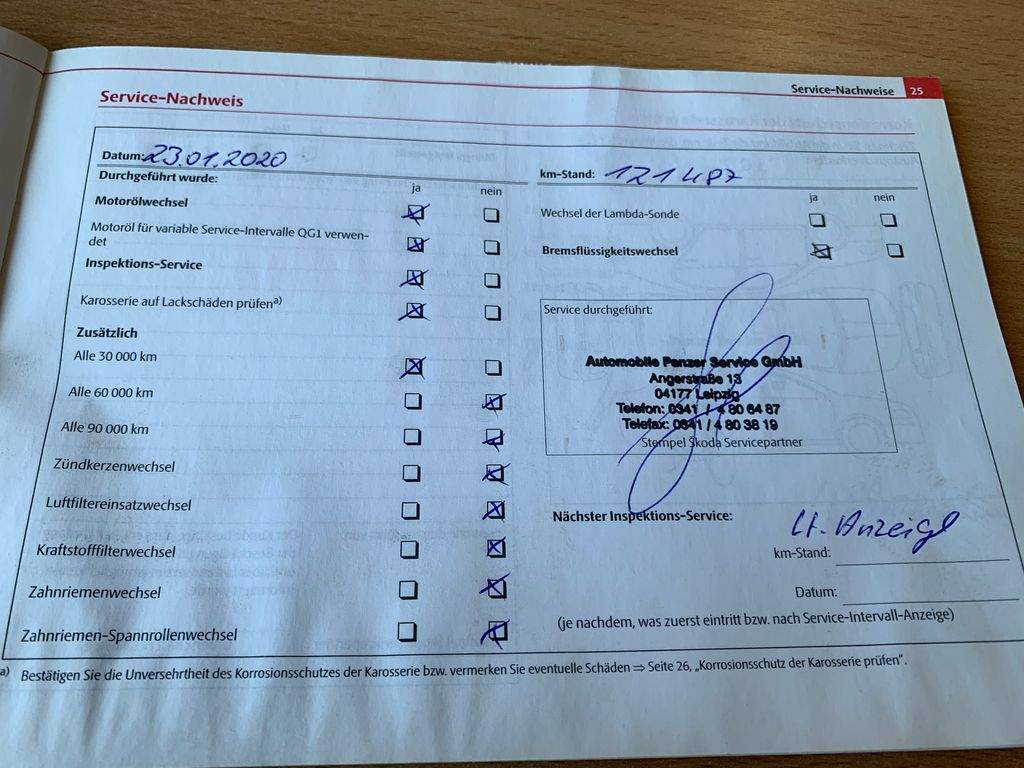 Service-Nachweise 25
Service-Nachweis
Datum: 23.01.2020
Durchgeführt wurde:
ja nein
Motorölwechsel
Motoröl für variable Service-Intervalle QG1 verwen-
det
Inspektions-Service
Karosserie auf Lackschäden prüfen a)
Zusätzlich
Alle 30 000 km
Alle 60 000 km
Alle 90 000 km
Zündkerzenwechsel
Luftfiltereinsatzwechsel
Kraftstofffilterwechsel
Zahnriemenwechsel
Zahnriemen-Spannrollenwechsel
km-Stand: 121487
ja nein
Wechsel der Lambda-Sonde
Bremsflüssigkeitswechsel
Service durchgeführt:
Automobile Panzer Service GmbH
Angerstraße 13
04177 Leipzig
Telefon: 0341 / 4 80 64 87
Telefax: 0341 / 4 80 38 19
Stempel Skoda Servicepartner
Nächster Inspektions-Service:
lt. Anzeige
km-Stand:
Datum:
(je nachdem, was zuerst eintritt bzw. nach Service-Intervall-Anzeige)
a) Bestätigen Sie die Unversehrtheit des Korrosionsschutzes der Karosserie bzw. vermerken Sie eventuelle Schäden ⇒ Seite 26, „Korrosionsschutz der Karosserie prüfen“.